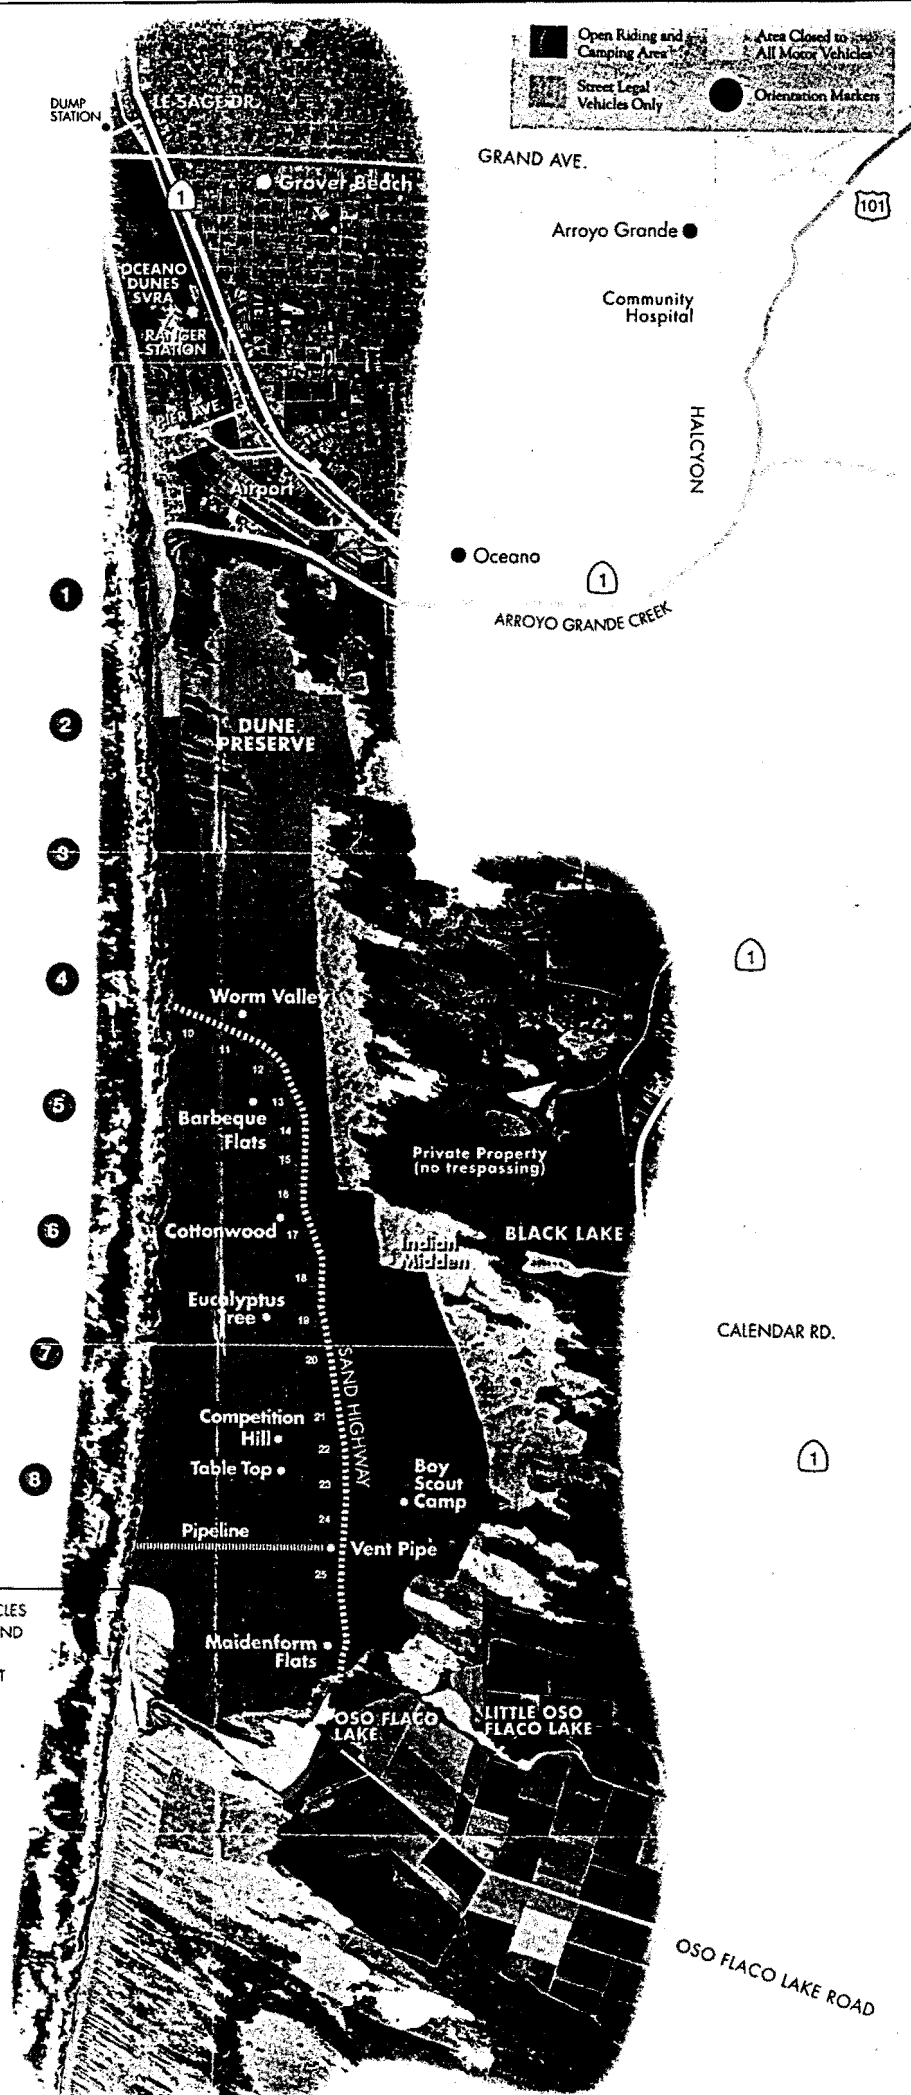 Open Riding and
Camping Area
Area Closed to
All Motor Vehicles
Street Legal
Vehicles Only
Orientation Markers
DUMP
STATION
LE SAGE DR.
GRAND AVE.
1
Grover Beach
101
Arroyo Grande
OCEANO
DUNES
SVRA
RANGER
STATION
Community
Hospital
PIER AVE.
HALCYON
Airport
Oceano
1
1
ARROYO GRANDE CREEK
2
DUNE
PRESERVE
3
4
1
Worm Valley
10
11
12
5
13
Barbeque
Flats
14
15
Private Property
(no trespassing)
16
6
Cottonwood
17
Indian
Midden
BLACK LAKE
18
Eucalyptus
Tree
19
CALENDAR RD.
7
20
SAND HIGHWAY
Competition
Hill
21
22
1
8
Table Top
23
Boy
Scout
Camp
24
Pipeline
Vent Pipe
25
CLES
ND
T
Maidenform
Flats
OSO FLACO
LAKE
LITTLE OSO
FLACO LAKE
OSO FLACO LAKE ROAD